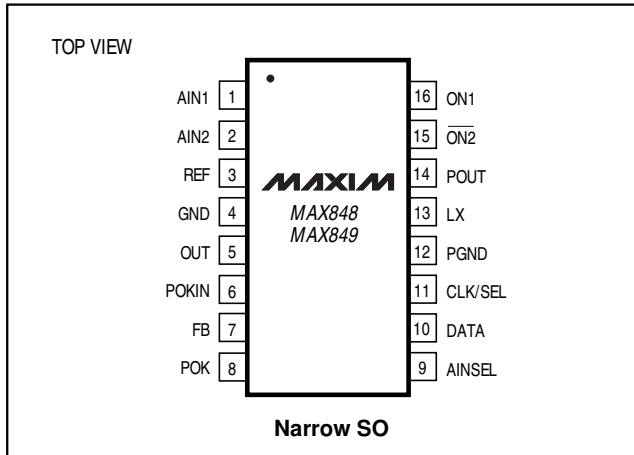 TOP VIEW
AIN1 1 16 ON1
AIN2 2 15 O̅N̅2̅
REF 3 14 POUT
MAXIM
GND 4 13 LX
MAX848
MAX849
OUT 5 12 PGND
POKIN 6 11 CLK/SEL
FB 7 10 DATA
POK 8 9 AINSEL
Narrow SO